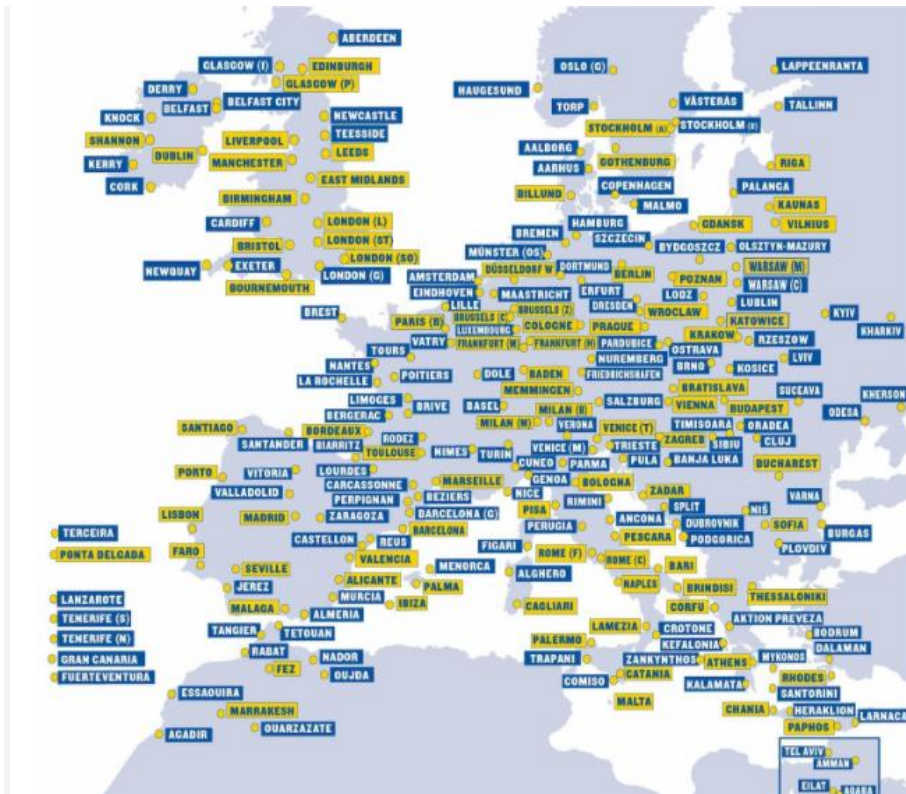 ABERDEEN
GLASGOW (I)
EDINBURGH
GLASGOW (P)
DERRY
BELFAST
BELFAST CITY
KNOCK
NEWCASTLE
TEESSIDE
SHANNON
LIVERPOOL
LEEDS
DUBLIN
MANCHESTER
KERRY
EAST MIDLANDS
CORK
BIRMINGHAM
CARDIFF
LONDON (L)
LONDON (ST)
BRISTOL
LONDON (SO)
NEWQUAY
EXETER
LONDON (G)
BOURNEMOUTH
OSLO (G)
LAPPEENRANTA
HAUGESUND
TORP
VÄSTERÅS
TALLINN
STOCKHOLM (A)
STOCKHOLM (S)
AALBORG
GOTHENBURG
AARHUS
RIGA
BILLUND
COPENHAGEN
PALANGA
MALMO
KAUNAS
HAMBURG
GDANSK
VILNIUS
BREMEN
SZCZECIN
BYDGOSZCZ
OLSZTYN-MAZURY
MÜNSTER (OS)
AMSTERDAM
DÜSSELDORF W
DORTMUND
BERLIN
POZNAN
WARSAW (M)
WARSAW (C)
EINDHOVEN
MAASTRICHT
ERFURT
LODZ
LILLE
DRESDEN
LUBLIN
BREST
PARIS (B)
BRUSSELS (C)
BRUSSELS (Z)
WROCLAW
KATOWICE
KYIV
LUXEMBOURG
COLOGNE
PRAGUE
KRAKOW
KHARKIV
VATRY
FRANKFURT (M)
FRANKFURT (H)
PARDUBICE
OSTRAVA
RZESZOW
TOURS
NUREMBERG
BRNO
LVIV
NANTES
POITIERS
DOLE
BADEN
FRIEDRICHSHAFEN
KOSICE
LA ROCHELLE
MEMMINGEN
BRATISLAVA
SUCEAVA
KHERSON
LIMOGES
BRIVE
BASEL
MILAN (B)
SALZBURG
VIENNA
BUDAPEST
ODESA
BERGERAC
MILAN (M)
VERONA
VENICE (T)
TIMISOARA
ORADEA
SANTIAGO
SANTANDER
BORDEAUX
BIARRITZ
RODEZ
TOULOUSE
NIMES
TURIN
VENICE (M)
TRIESTE
ZAGREB
SIBIU
CLUJ
PORTO
VITORIA
LOURDES
CUNEO
PARMA
PULA
BANJA LUKA
BUCHAREST
VALLADOLID
CARCASSONNE
MARSEILLE
GENOA
BOLOGNA
PERPIGNAN
BEZIERS
NICE
RIMINI
ZADAR
VARNA
LISBON
MADRID
ZARAGOZA
BARCELONA (G)
PISA
SPLIT
NIŠ
BARCELONA
PERUGIA
ANCONA
DUBROVNIK
SOFIA
BURGAS
TERCEIRA
CASTELLON
REUS
FIGARI
PESCARA
PODGORICA
PLOVDIV
PONTA DELGADA
FARO
VALENCIA
MENORCA
ROME (F)
ROME (C)
BARI
SEVILLE
ALICANTE
PALMA
ALGHERO
NAPLES
BRINDISI
THESSALONIKI
JEREZ
MURCIA
IBIZA
CAGLIARI
CORFU
LANZAROTE
MALAGA
ALMERIA
AKTION PREVEZA
TENERIFE (S)
TANGIER
TETOUAN
LAMEZIA
CROTONE
BODRUM
TENERIFE (N)
RABAT
PALERMO
KEFALONIA
DALAMAN
GRAN CANARIA
FEZ
NADOR
TRAPANI
ZANKYNTHOS
ATHENS
MYKONOS
FUERTEVENTURA
OUJDA
COMISO
CATANIA
KALAMATA
RHODES
ESSAOUIRA
MALTA
SANTORINI
MARRAKESH
CHANIA
HERAKLION
LARNACA
AGADIR
OUARZAZATE
PAPHOS
TEL AVIV
AMMAN
EILAT
AQABA